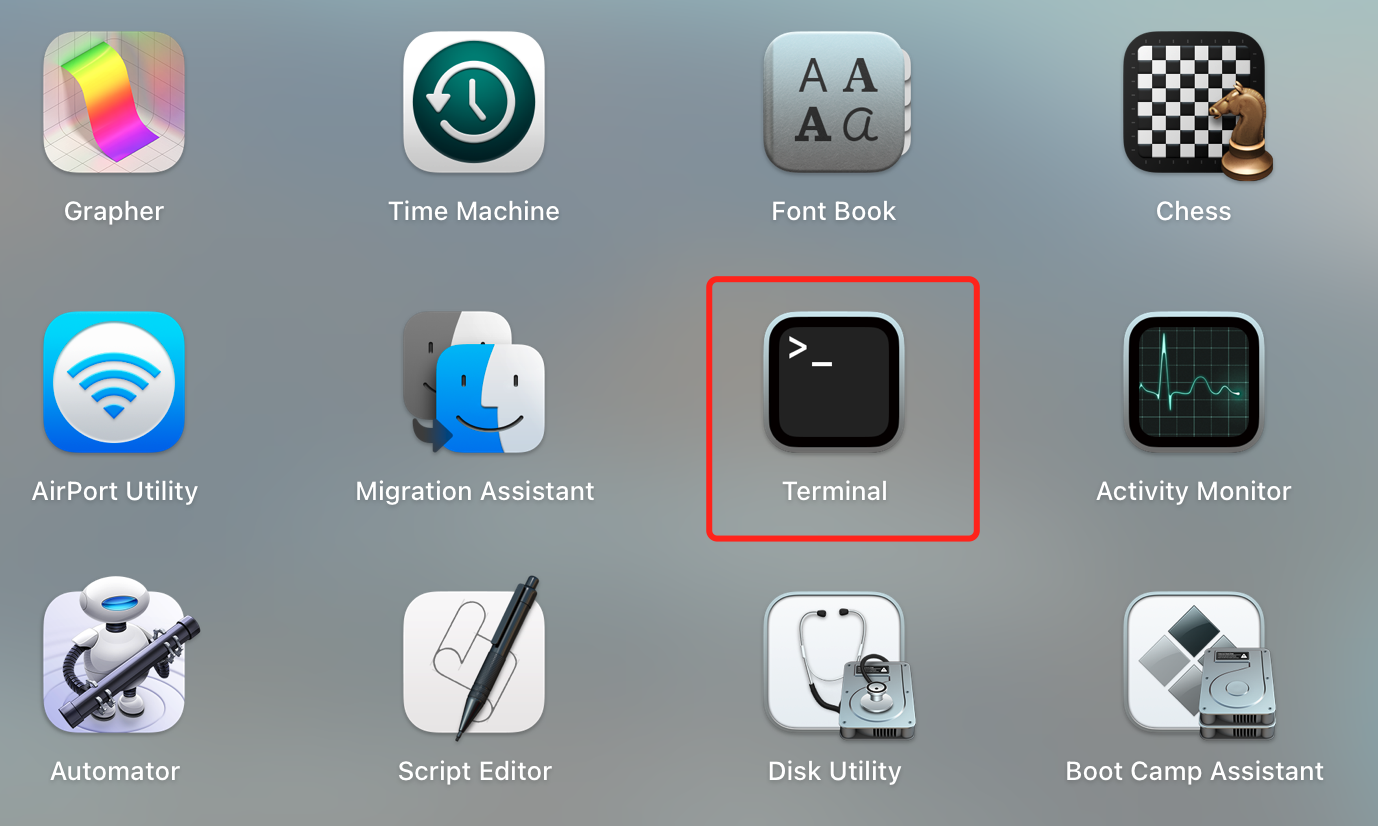 A A
A a
Grapher
Time Machine
Font Book
Chess
>_
AirPort Utility
Migration Assistant
Terminal
Activity Monitor
Automator
Script Editor
Disk Utility
Boot Camp Assistant